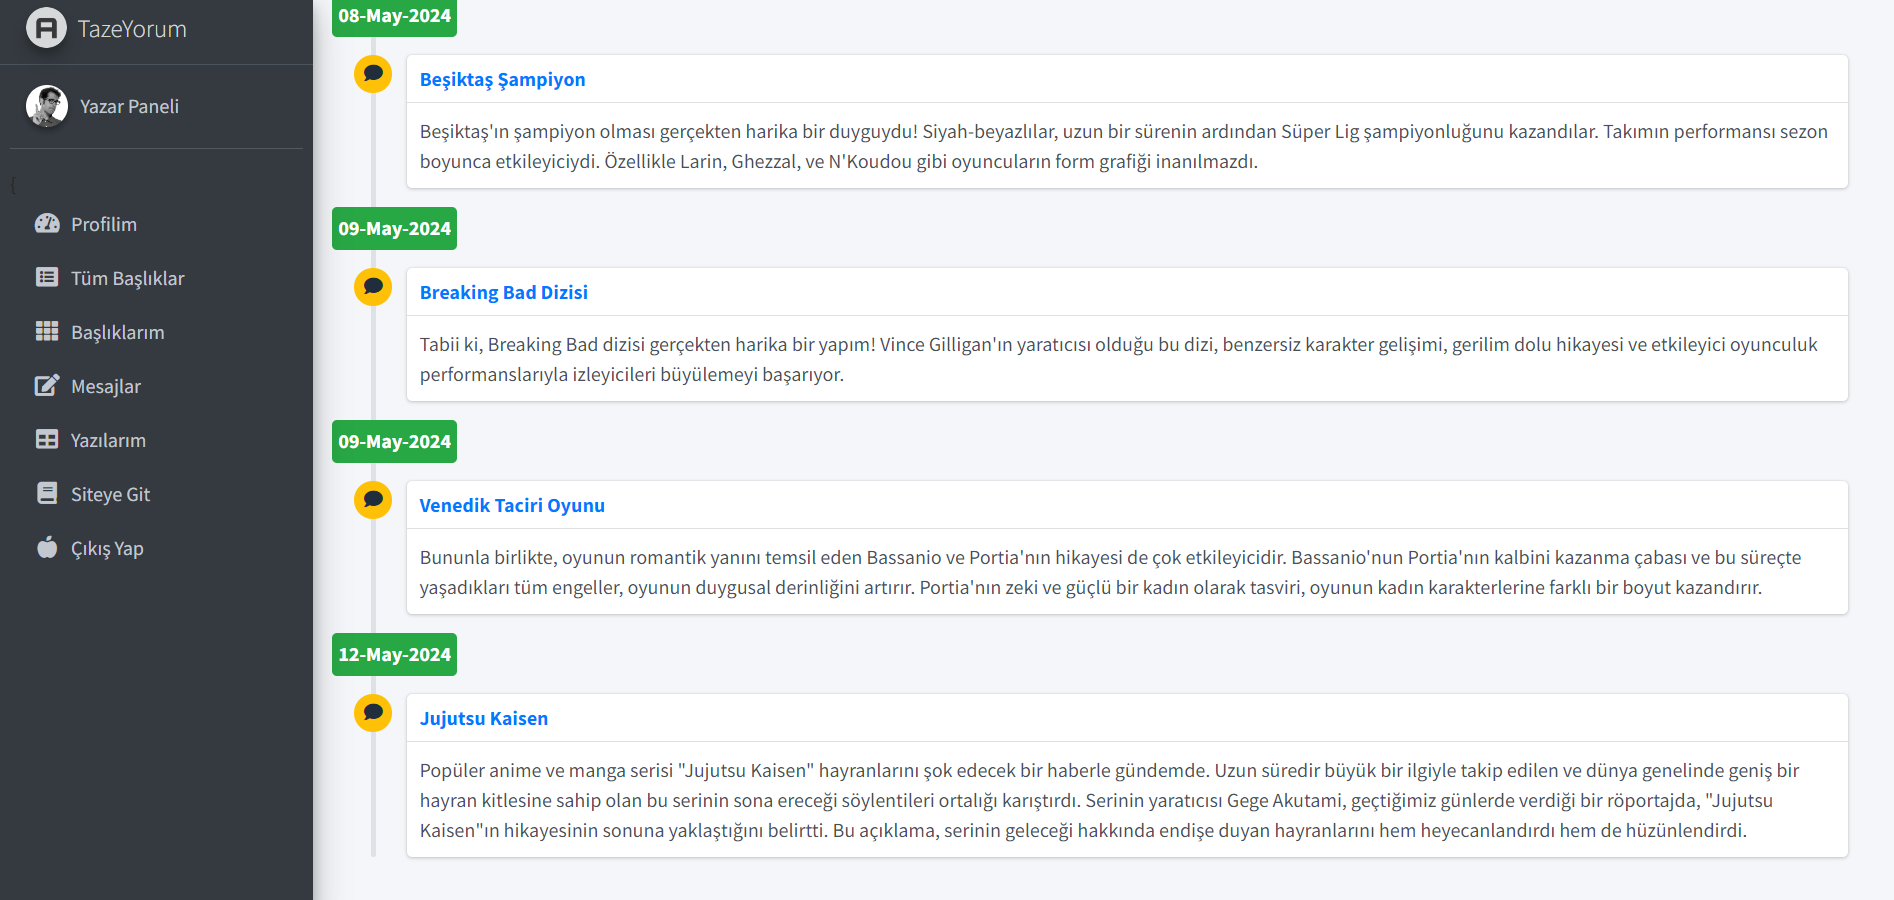 TazeYorum
Yazar Paneli
{
Profilim
Tüm Başlıklar
Başlıklarım
Mesajlar
Yazılarım
Siteye Git
Çıkış Yap
08-May-2024
Beşiktaş Şampiyon
Beşiktaş'ın şampiyon olması gerçekten harika bir duyguydu! Siyah-beyazlılar, uzun bir sürenin ardından Süper Lig şampiyonluğunu kazandılar. Takımın performansı sezon
boyunca etkileyiciydi. Özellikle Larin, Ghezzal, ve N'Koudou gibi oyuncuların form grafiği inanılmazdı.
09-May-2024
Breaking Bad Dizisi
Tabii ki, Breaking Bad dizisi gerçekten harika bir yapım! Vince Gilligan'ın yaratıcısı olduğu bu dizi, benzersiz karakter gelişimi, gerilim dolu hikayesi ve etkileyici oyunculuk
performanslarıyla izleyicileri büyülemeyi başarıyor.
09-May-2024
Venedik Taciri Oyunu
Bununla birlikte, oyunun romantik yanını temsil eden Bassanio ve Portia'nın hikayesi de çok etkileyicidir. Bassanio'nun Portia'nın kalbini kazanma çabası ve bu süreçte
yaşadıkları tüm engeller, oyunun duygusal derinliğini artırır. Portia'nın zeki ve güçlü bir kadın olarak tasviri, oyunun kadın karakterlerine farklı bir boyut kazandırır.
12-May-2024
Jujutsu Kaisen
Popüler anime ve manga serisi "Jujutsu Kaisen" hayranlarını şok edecek bir haberle gündemde. Uzun süredir büyük bir ilgiyle takip edilen ve dünya genelinde geniş bir
hayran kitlesine sahip olan bu serinin sona ereceği söylentileri ortalığı karıştırdı. Serinin yaratıcısı Gege Akutami, geçtiğimiz günlerde verdiği bir röportajda, "Jujutsu
Kaisen"ın hikayesinin sonuna yaklaştığını belirtti. Bu açıklama, serinin geleceği hakkında endişe duyan hayranlarını hem heyecanlandırdı hem de hüzünlendirdi.